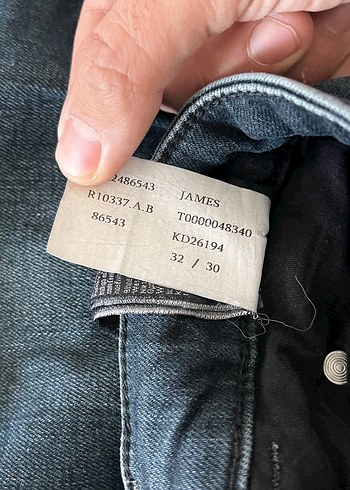 2486543
R10337.A.B
86543
JAMES
T0000048340
KD26194
32 / 30